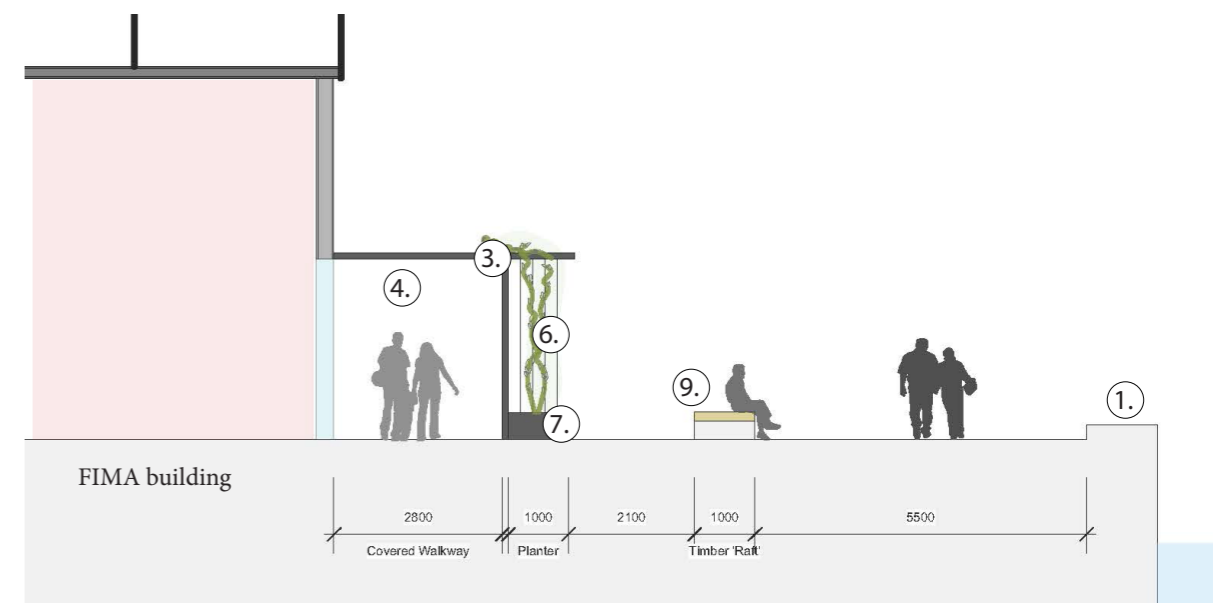 3.
4.
6.
9.
1.
7.
FIMA building
2800
1000
2100
1000
5500
Covered Walkway
Planter
Timber 'Raft'